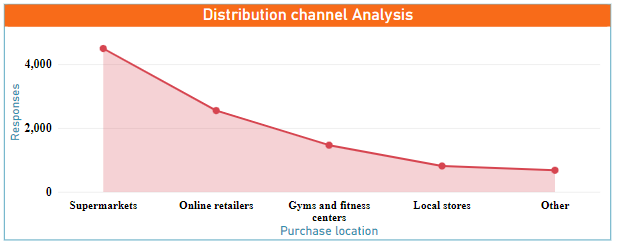 Distribution channel Analysis
Responses
4,000
2,000
0
Supermarkets
Online retailers
Gyms and fitness
centers
Local stores
Other
Purchase location